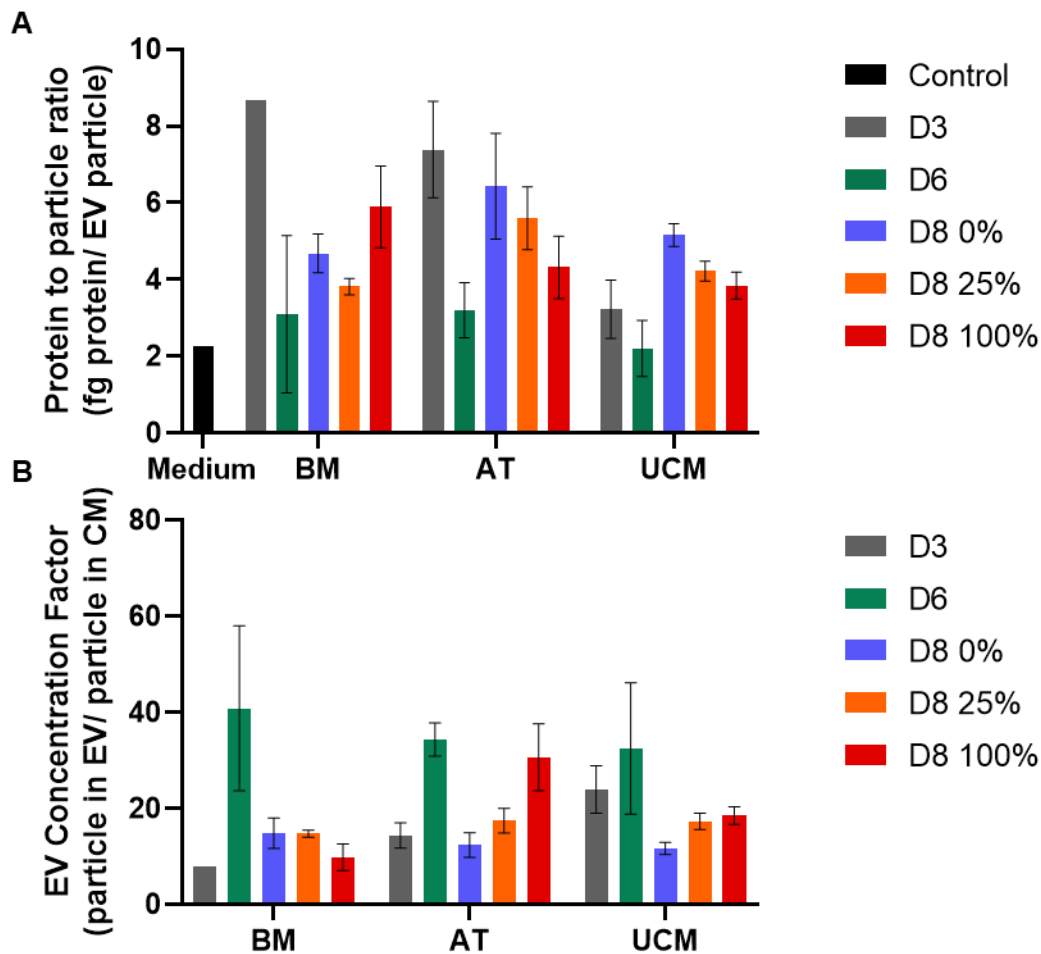 A
Protein to particle ratio
(fg protein/ EV particle)
10
8
6
4
2
0
Medium BM AT UCM
Control
D3
D6
D8 0%
D8 25%
D8 100%
B
EV Concentration Factor
(particle in EV/ particle in CM)
80
60
40
20
0
BM AT UCM
D3
D6
D8 0%
D8 25%
D8 100%